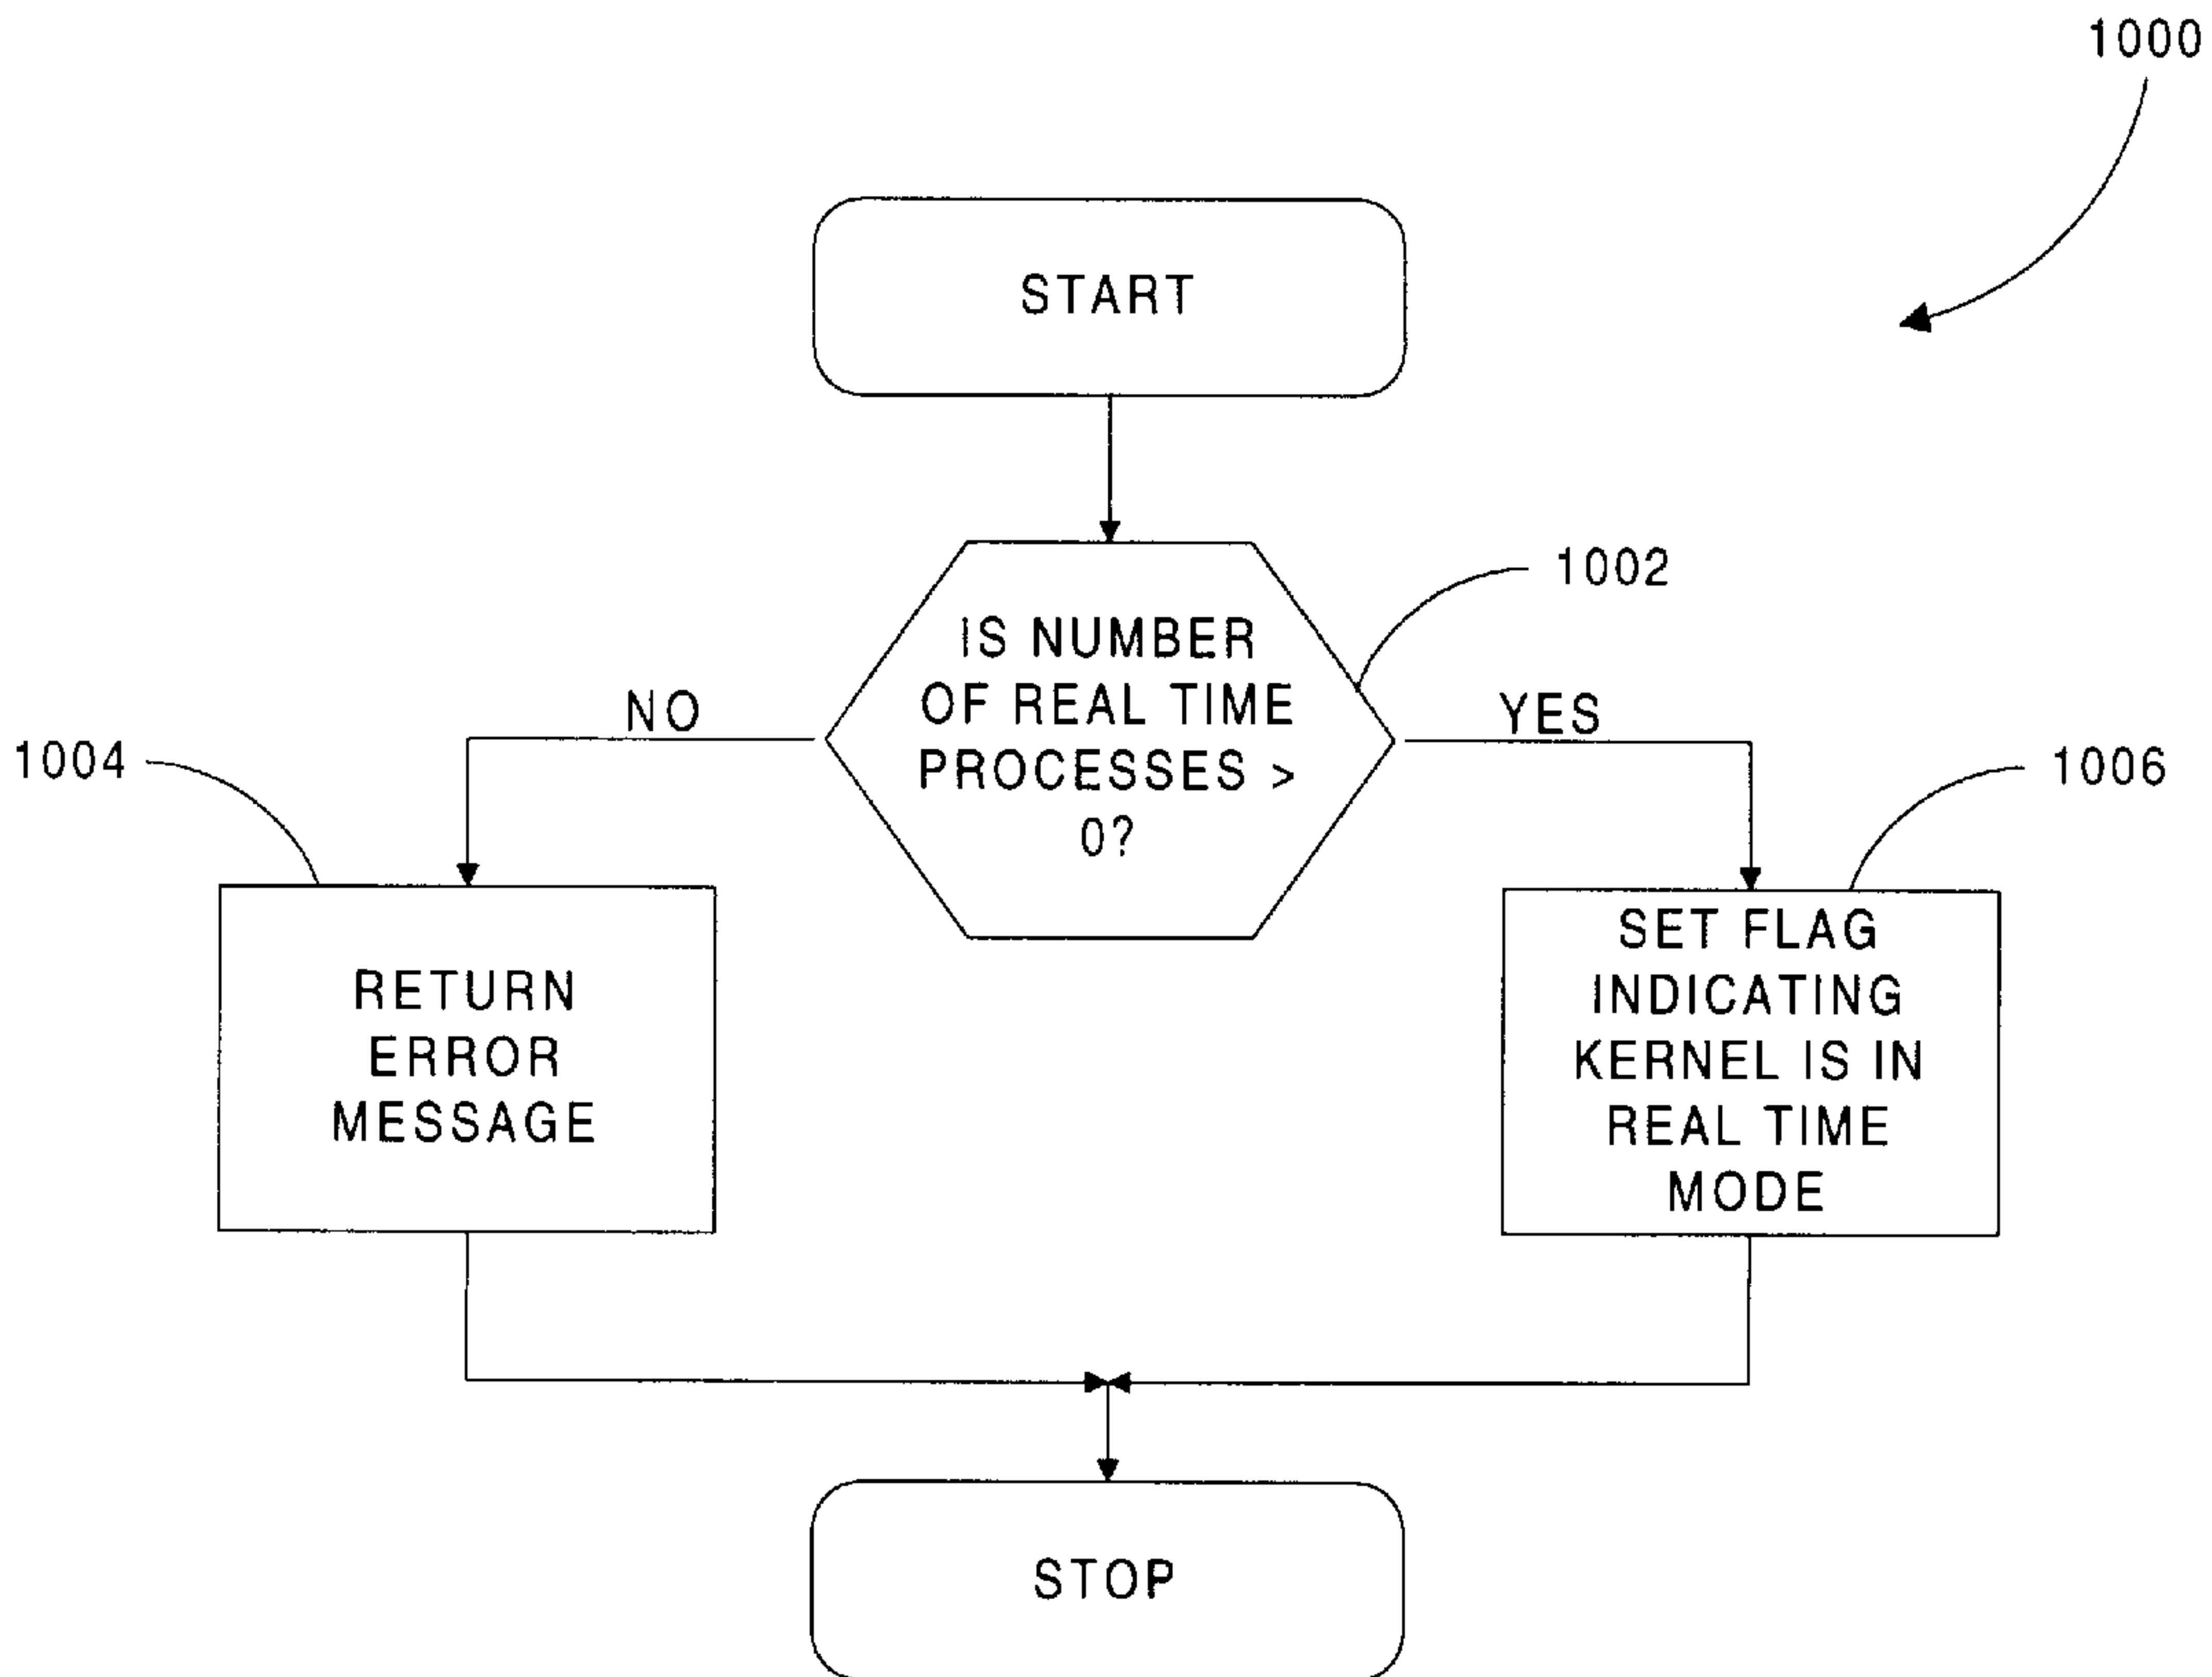 1000
START
1002
IS NUMBER
OF REAL TIME
PROCESSES >
0?
NO
YES
1004
1006
RETURN
ERROR
MESSAGE
SET FLAG
INDICATING
KERNEL IS IN
REAL TIME
MODE
STOP